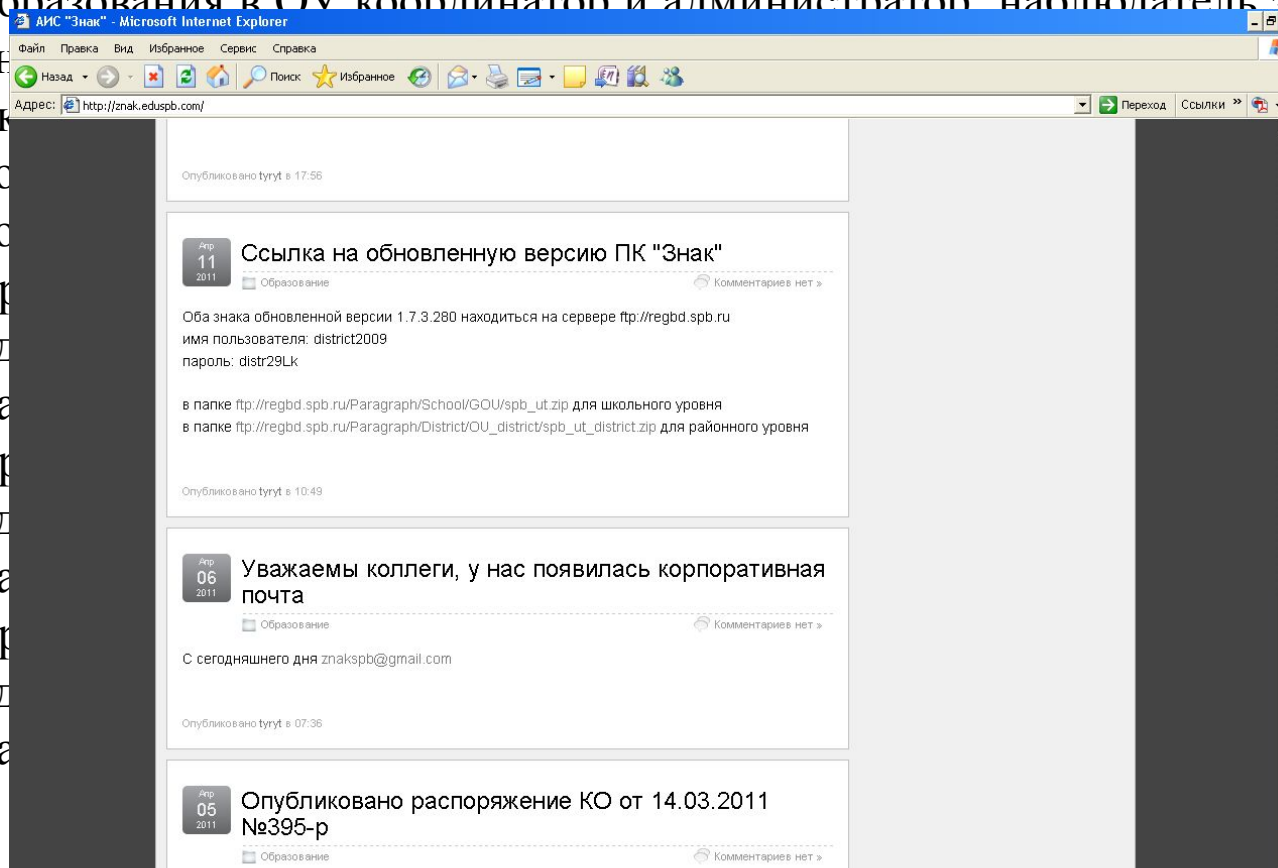 образования в ОУ координатор и администратор, наблюдатель
АИС "Знак" - Microsoft Internet Explorer
Файл Правка Вид Избранное Сервис Справка
Назад Поиск Избранное
Адрес: http://znak.eduspb.com/ Переход Ссылки »
Опубликовано tyryt в 17:56
Апр 11 2011
Ссылка на обновленную версию ПК "Знак"
Образование Комментариев нет »
Оба знака обновленной версии 1.7.3.280 находиться на сервере ftp://regbd.spb.ru
имя пользователя: district2009
пароль: distr29Lk
в папке ftp://regbd.spb.ru/Paragraph/School/GOU/spb_ut.zip для школьного уровня
в папке ftp://regbd.spb.ru/Paragraph/District/OU_district/spb_ut_district.zip для районного уровня
Опубликовано tyryt в 10:49
Апр 06 2011
Уважаемы коллеги, у нас появилась корпоративная
почта
Образование Комментариев нет »
С сегодняшнего дня znakspb@gmail.com
Опубликовано tyryt в 07:36
Апр 05 2011
Опубликовано распоряжение КО от 14.03.2011
№395-р
Образование Комментариев нет »